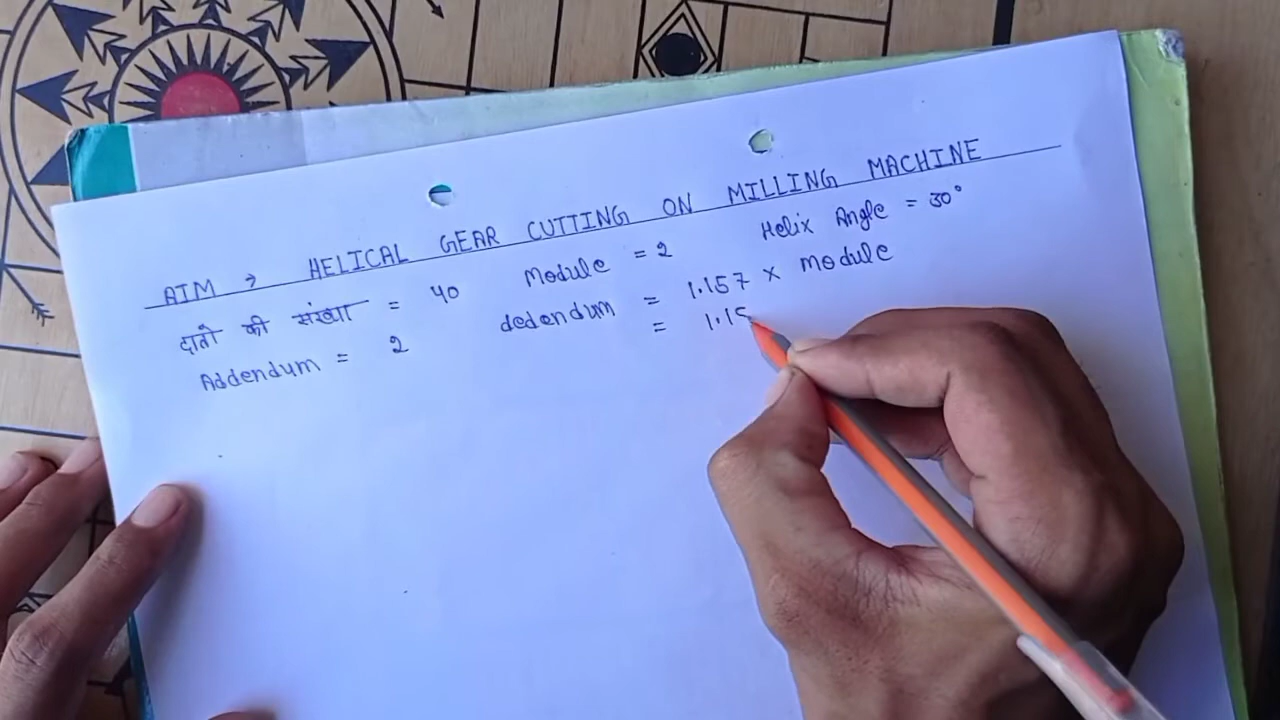 AIM → HELICAL GEAR CUTTING ON MILLING MACHINE
दातो की संख्या = 40 Module = 2 Helix Angle = 30°
Addendum = 2 dedendum = 1.157 × module
= 1.15